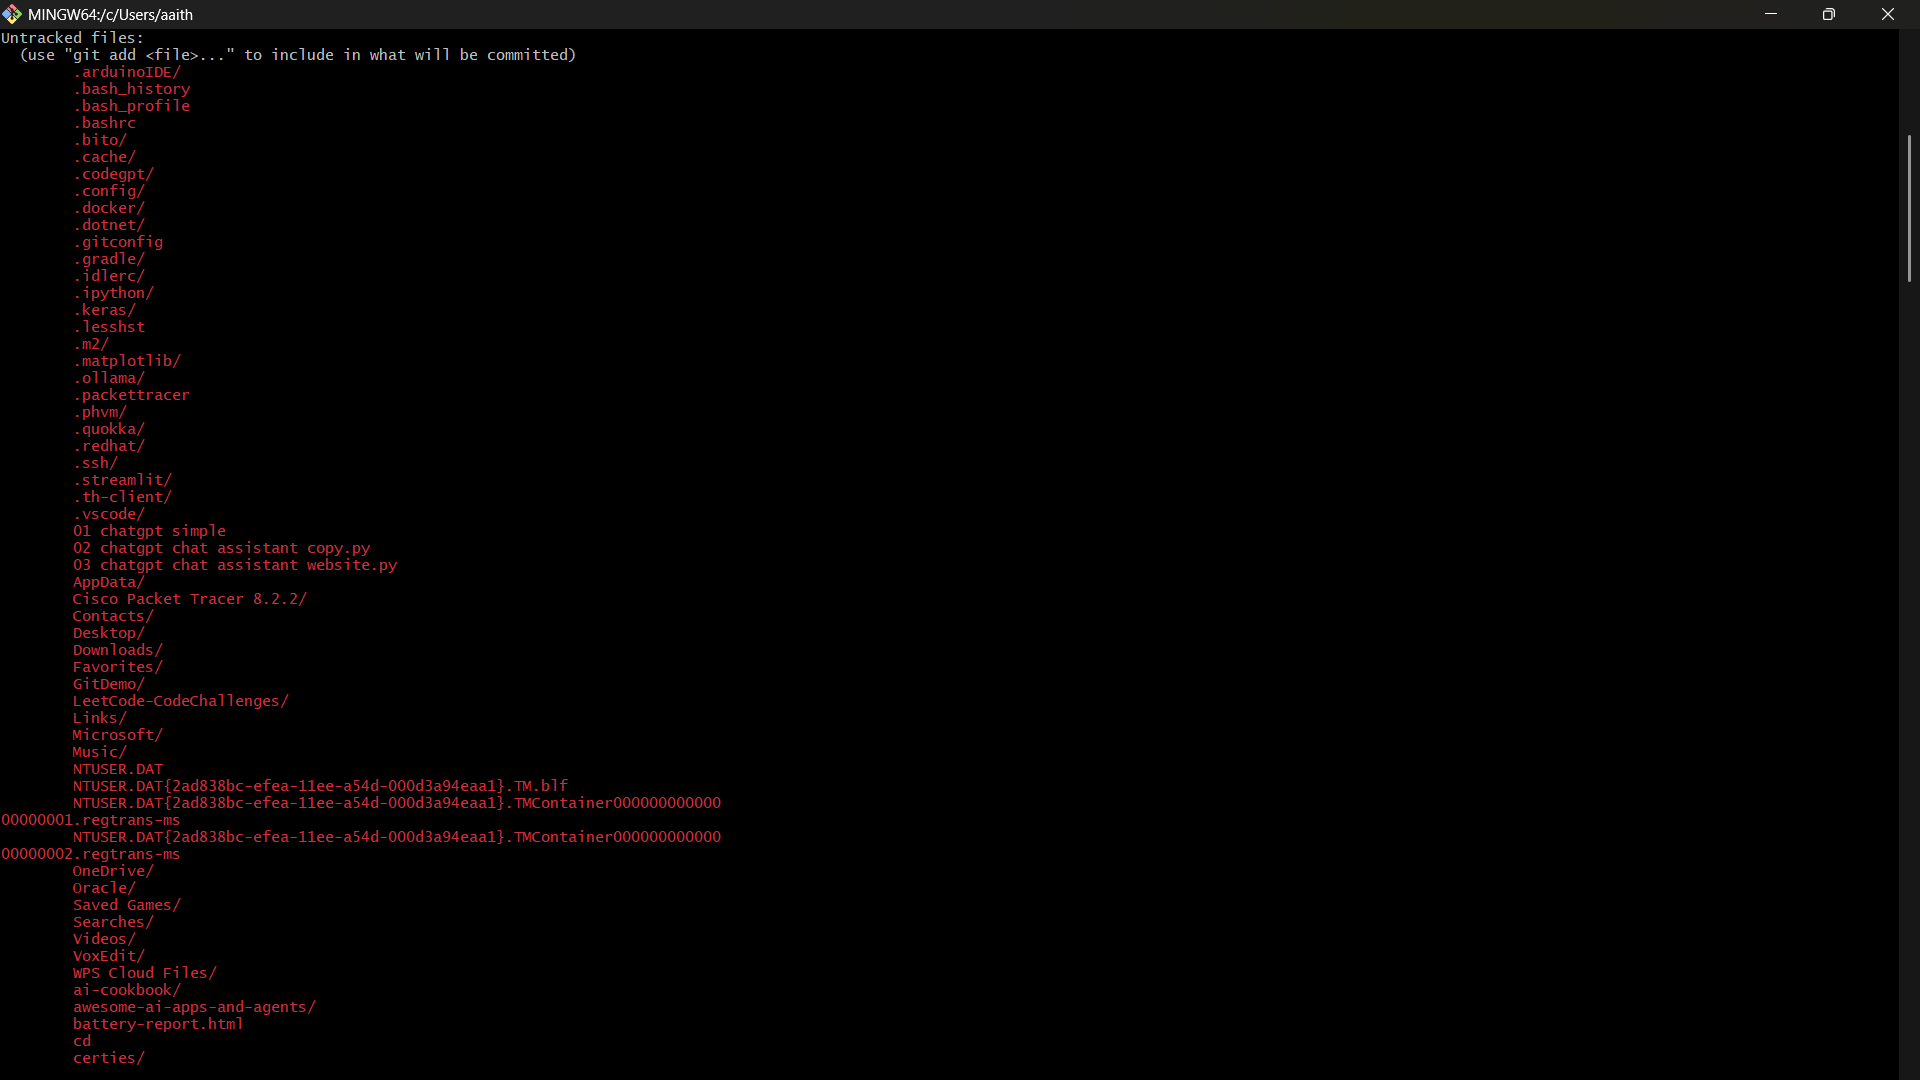 MINGW64:/c/Users/aaith
Untracked files:
(use "git add <file>..." to include in what will be committed)
.arduinoIDE/
.bash_history
.bash_profile
.bashrc
.bito/
.cache/
.codegpt/
.config/
.docker/
.dotnet/
.gitconfig
.gradle/
.idlerc/
.ipython/
.keras/
.lesshst
.m2/
.matplotlib/
.ollama/
.packettracer
.phvm/
.quokka/
.redhat/
.ssh/
.streamlit/
.th-client/
.vscode/
01 chatgpt simple
02 chatgpt chat assistant copy.py
03 chatgpt chat assistant website.py
AppData/
Cisco Packet Tracer 8.2.2/
Contacts/
Desktop/
Downloads/
Favorites/
GitDemo/
LeetCode-CodeChallenges/
Links/
Microsoft/
Music/
NTUSER.DAT
NTUSER.DAT{2ad838bc-efea-11ee-a54d-000d3a94eaa1}.TM.blf
NTUSER.DAT{2ad838bc-efea-11ee-a54d-000d3a94eaa1}.TMContainer000000000000
00000001.regtrans-ms
NTUSER.DAT{2ad838bc-efea-11ee-a54d-000d3a94eaa1}.TMContainer000000000000
00000002.regtrans-ms
OneDrive/
Oracle/
Saved Games/
Searches/
Videos/
VoxEdit/
WPS Cloud Files/
ai-cookbook/
awesome-ai-apps-and-agents/
battery-report.html
cd
certies/